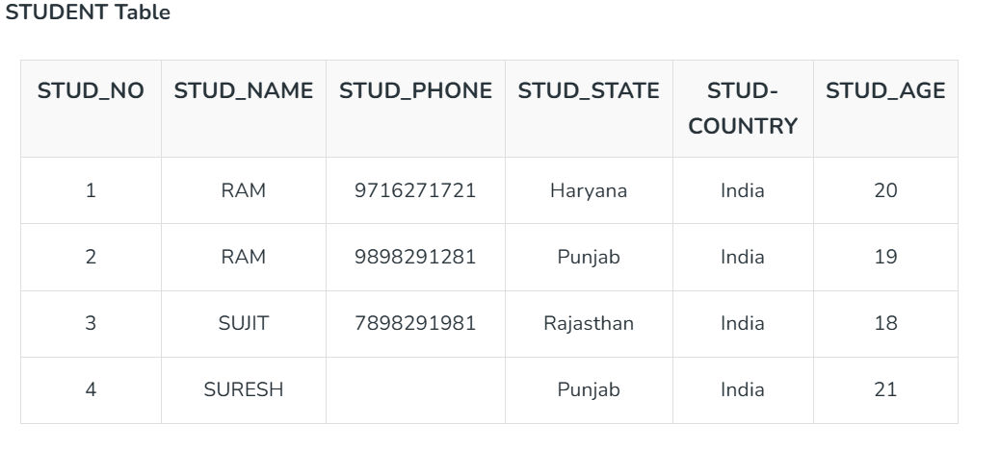 STUDENT Table
STUD_NO STUD_NAME STUD_PHONE STUD_STATE STUD- STUD_AGE
COUNTRY
1 RAM 9716271721 Haryana India 20
2 RAM 9898291281 Punjab India 19
3 SUJIT 7898291981 Rajasthan India 18
4 SURESH Punjab India 21